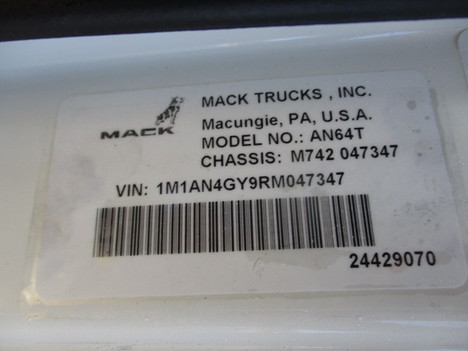 MACK
MACK TRUCKS , INC.
Macungie, PA, U.S.A.
MODEL NO.: AN64T
CHASSIS: M742 047347
VIN: 1M1AN4GY9RM047347
24429070